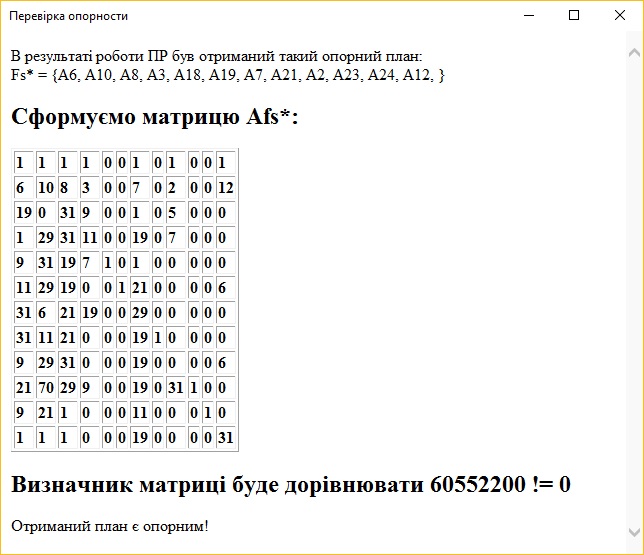 Перевірка опорности
В результаті роботи ПР був отриманий такий опорний план:
Fs* = {A6, A10, A8, A3, A18, A19, A7, A21, A2, A23, A24, A12, }
Сформуємо матрицю Afs*:
1 1 1 1 0 0 1 0 1 0 0 1
6 10 8 3 0 0 7 0 2 0 0 12
19 0 31 9 0 0 1 0 5 0 0 0
1 29 31 11 0 0 19 0 7 0 0 0
9 31 19 7 1 0 1 0 0 0 0 0
11 29 19 0 0 1 21 0 0 0 0 6
31 6 21 19 0 0 29 0 0 0 0 0
31 11 21 0 0 0 19 1 0 0 0 0
9 29 31 0 0 0 19 0 0 0 0 6
21 70 29 9 0 0 19 0 31 1 0 0
9 21 1 0 0 0 11 0 0 0 1 0
1 1 1 0 0 0 19 0 0 0 0 31
Визначник матриці буде дорівнювати 60552200 != 0
Отриманий план є опорним!